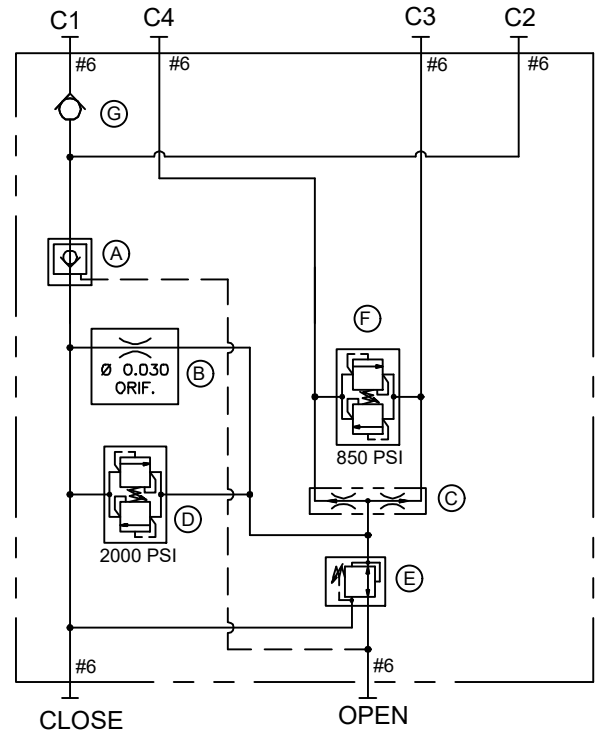 C1 C4 C3 C2
#6 #6 #6 #6
G
A
F
B
Ø 0.030
ORIF.
850 PSI
C
D
2000 PSI
E
#6 #6
CLOSE OPEN